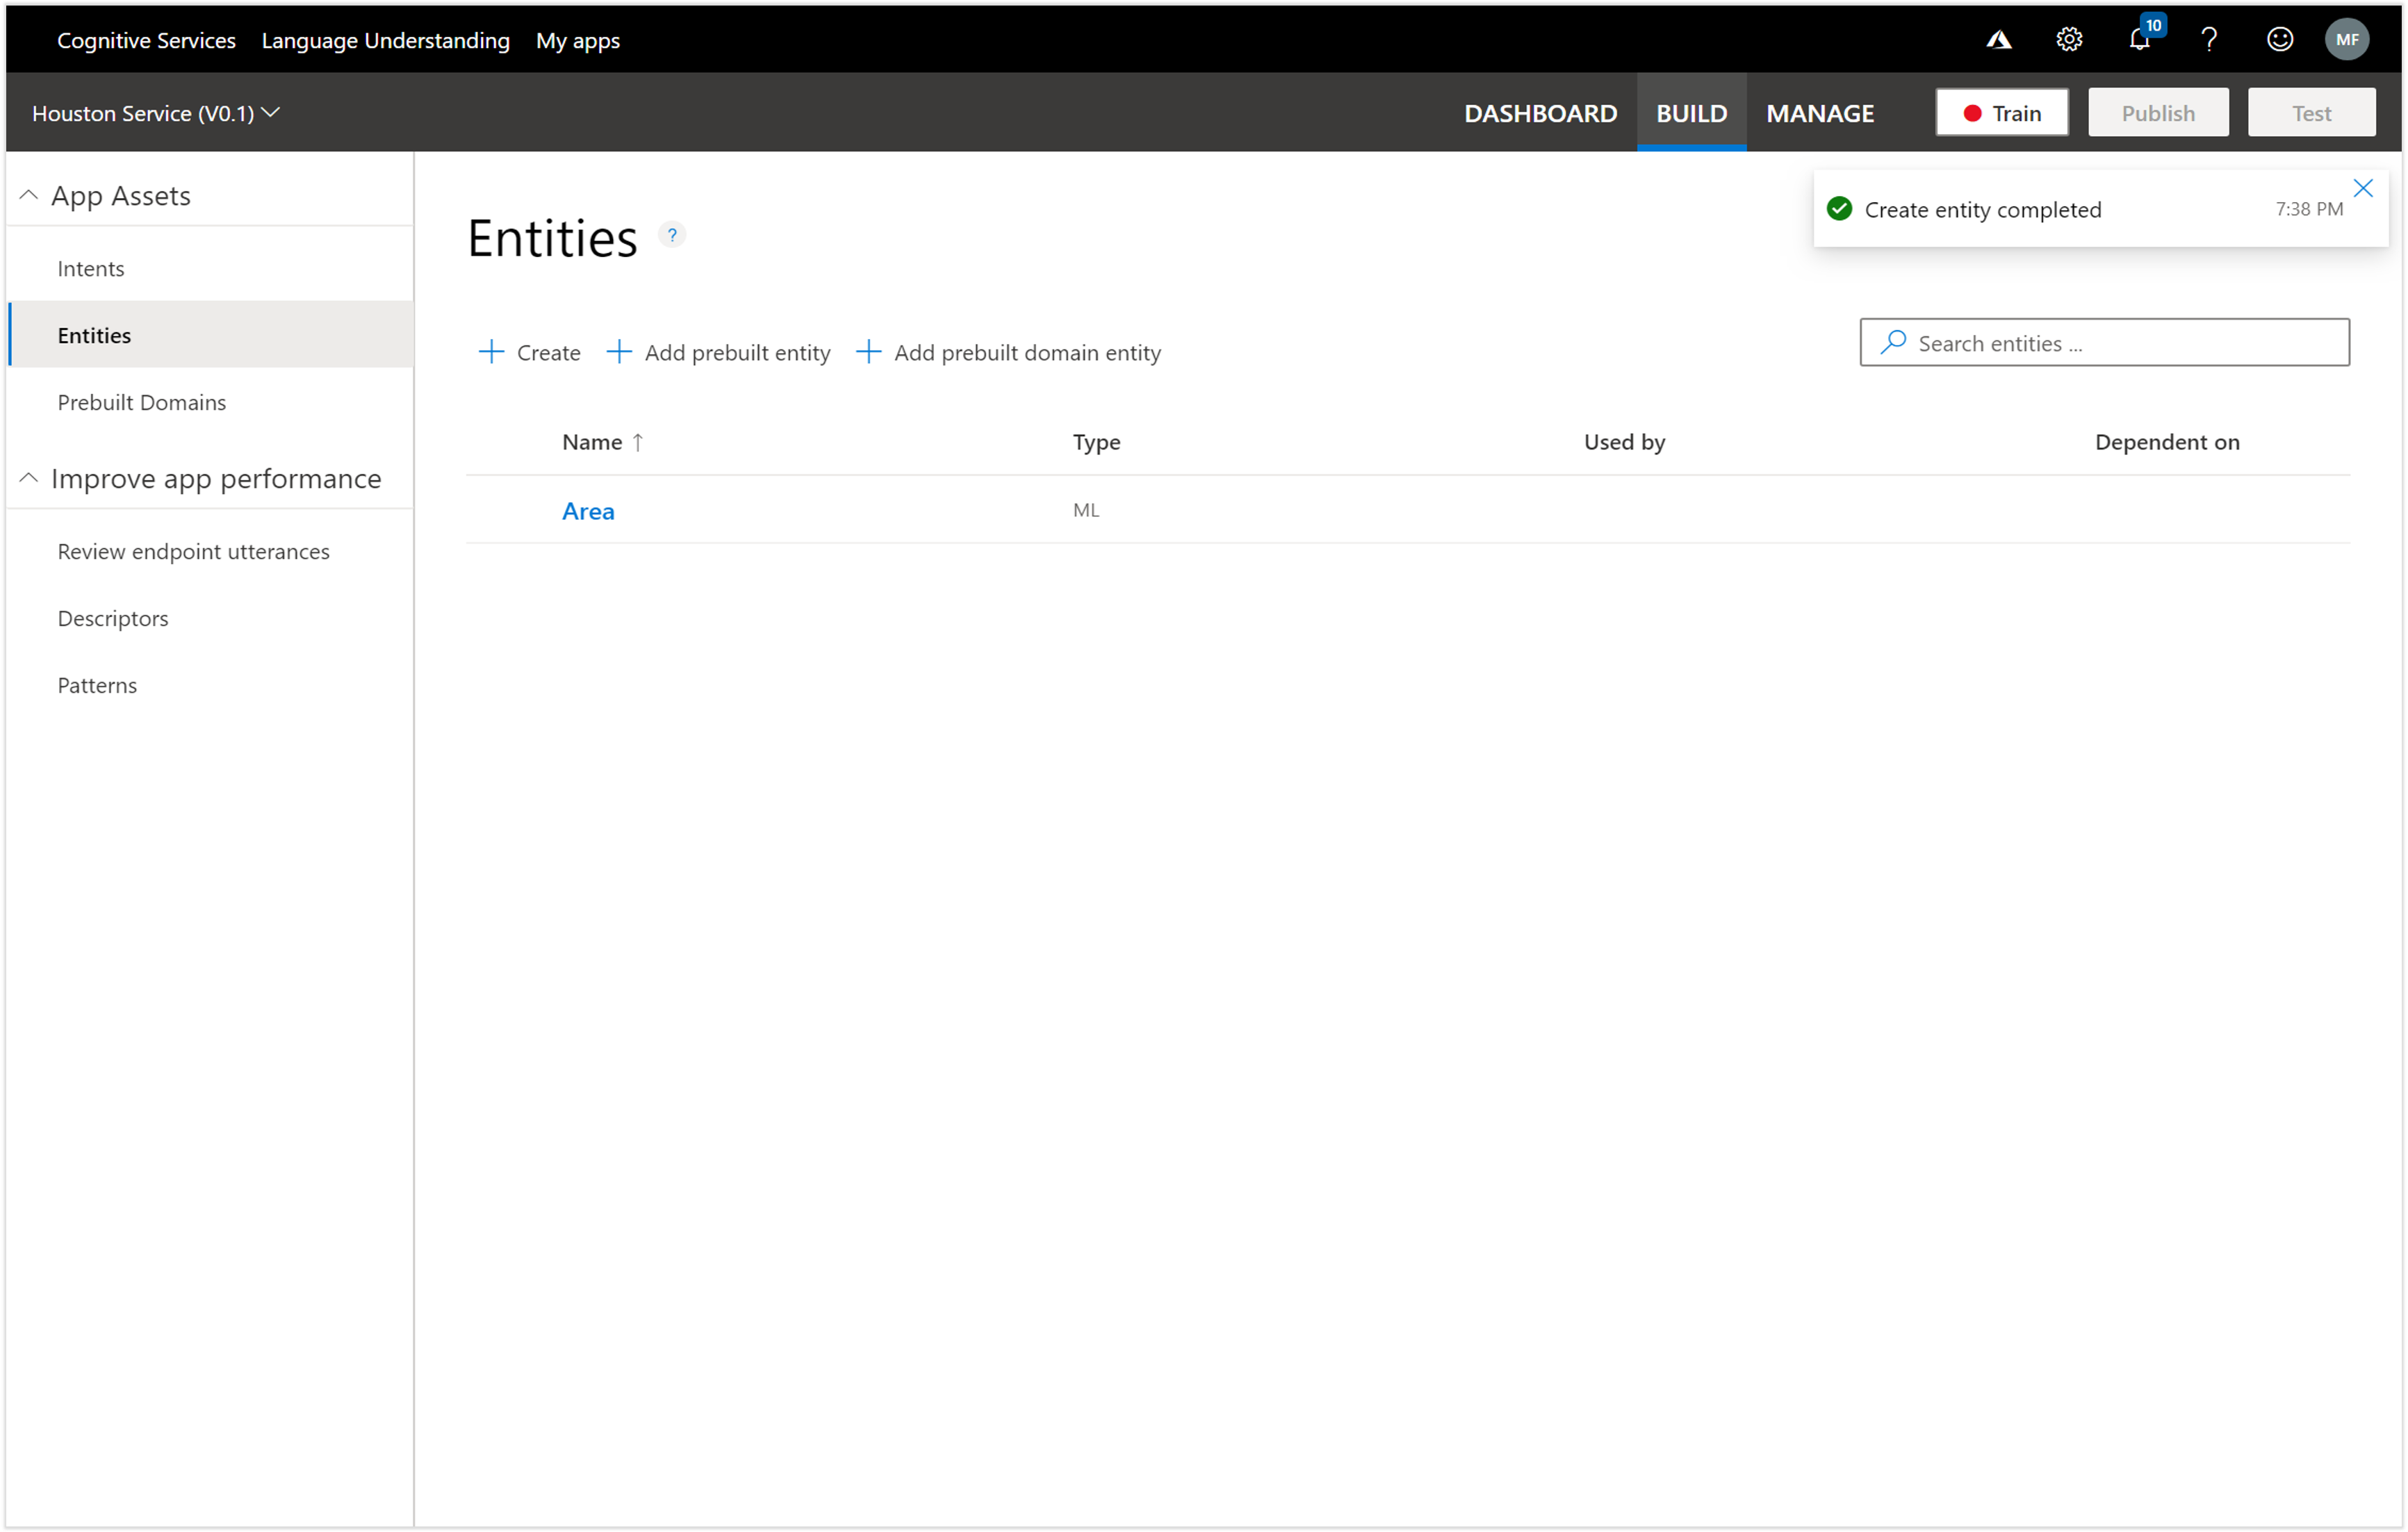 Cognitive Services Language Understanding My apps 10 ? MF
Houston Service (V0.1) DASHBOARD BUILD MANAGE Train Publish Test
App Assets
Intents
Entities
Prebuilt Domains
Improve app performance
Review endpoint utterances
Descriptors
Patterns
Create entity completed 7:38 PM
Entities ?
Create Add prebuilt entity Add prebuilt domain entity
Search entities ...
Name ↑ Type Used by Dependent on
Area ML